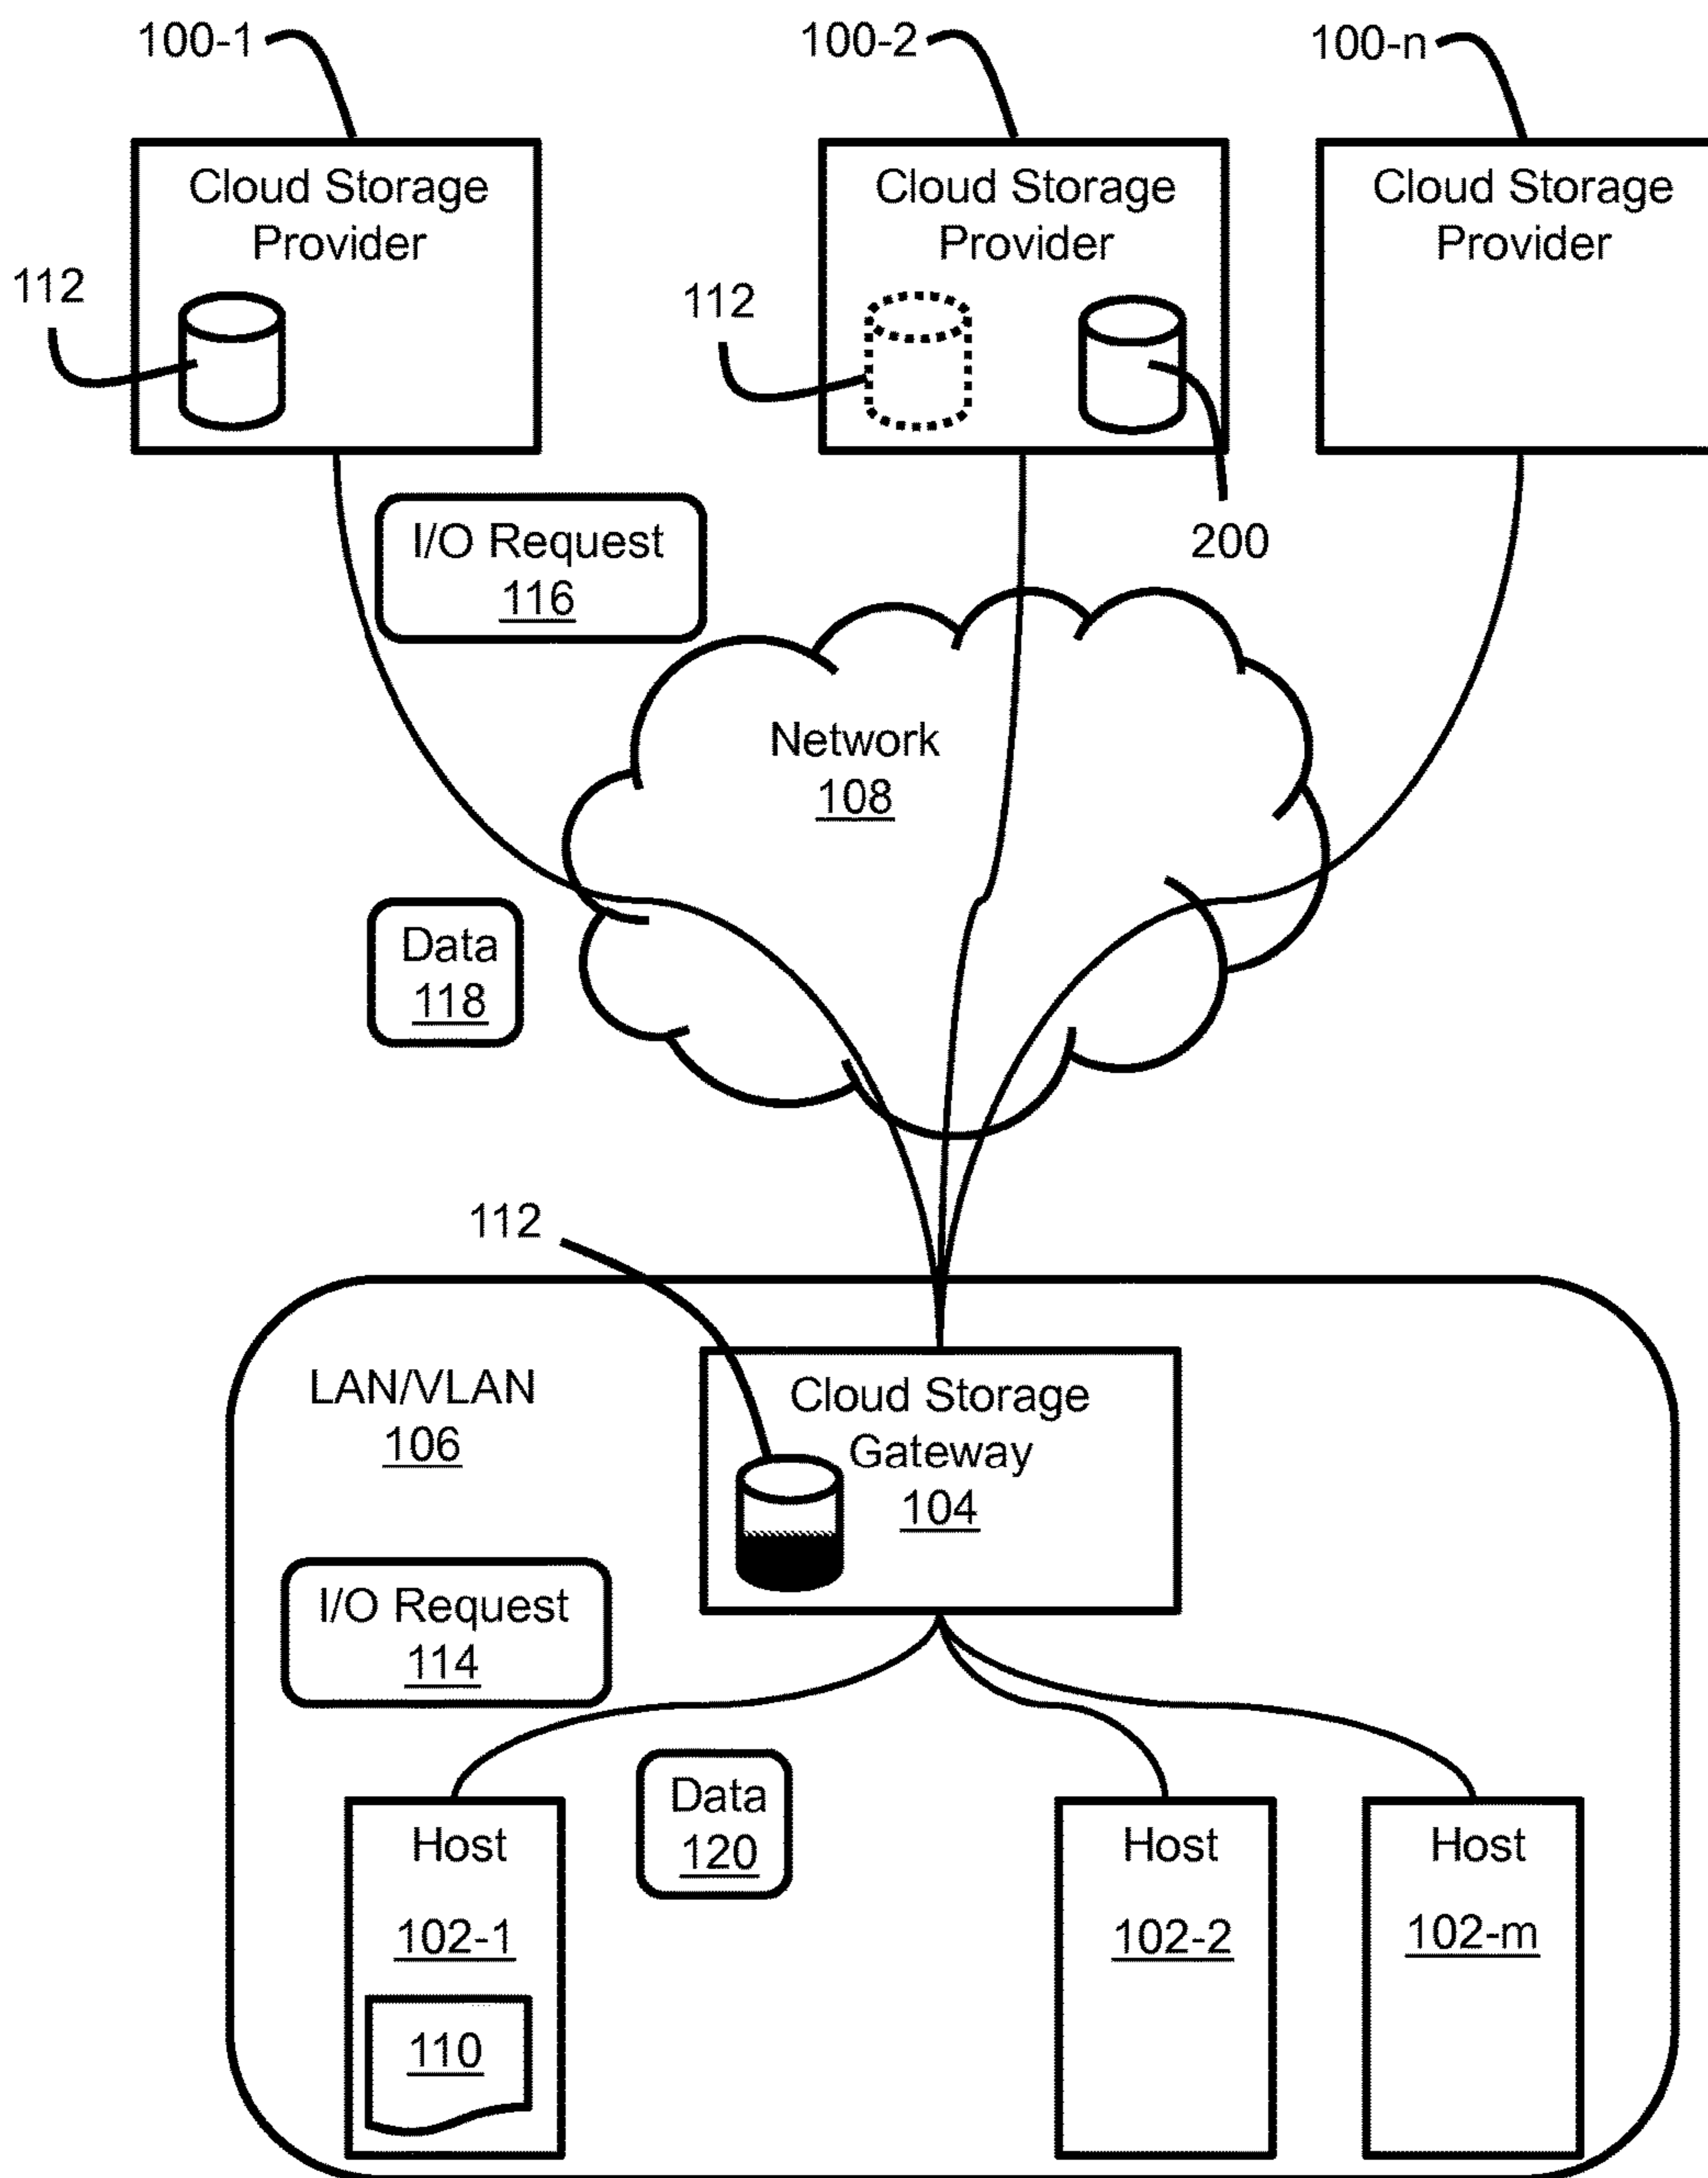 100-1
100-2
100-n
Cloud Storage
Provider
Cloud Storage
Provider
Cloud Storage
Provider
112
112
200
I/O Request
116
Network
108
Data
118
112
LAN/VLAN
106
Cloud Storage
Gateway
104
I/O Request
114
Data
120
Host
102-1
110
Host
102-2
Host
102-m